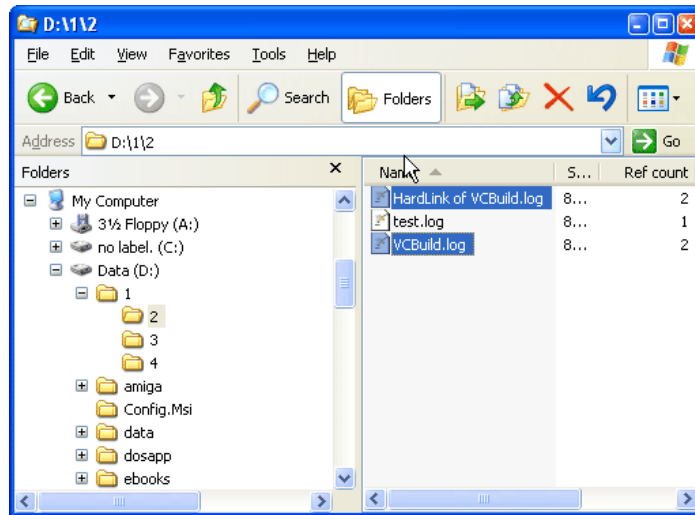 D:\1\2
File Edit View Favorites Tools Help
Back Search Folders
Address D:\1\2 Go
Folders
My Computer
3½ Floppy (A:)
no label. (C:)
Data (D:)
1
2
3
4
amiga
Config.Msi
data
dosapp
ebooks
Name S... Ref count
HardLink of VCBuild.log 8... 2
test.log 8... 1
VCBuild.log 8... 2